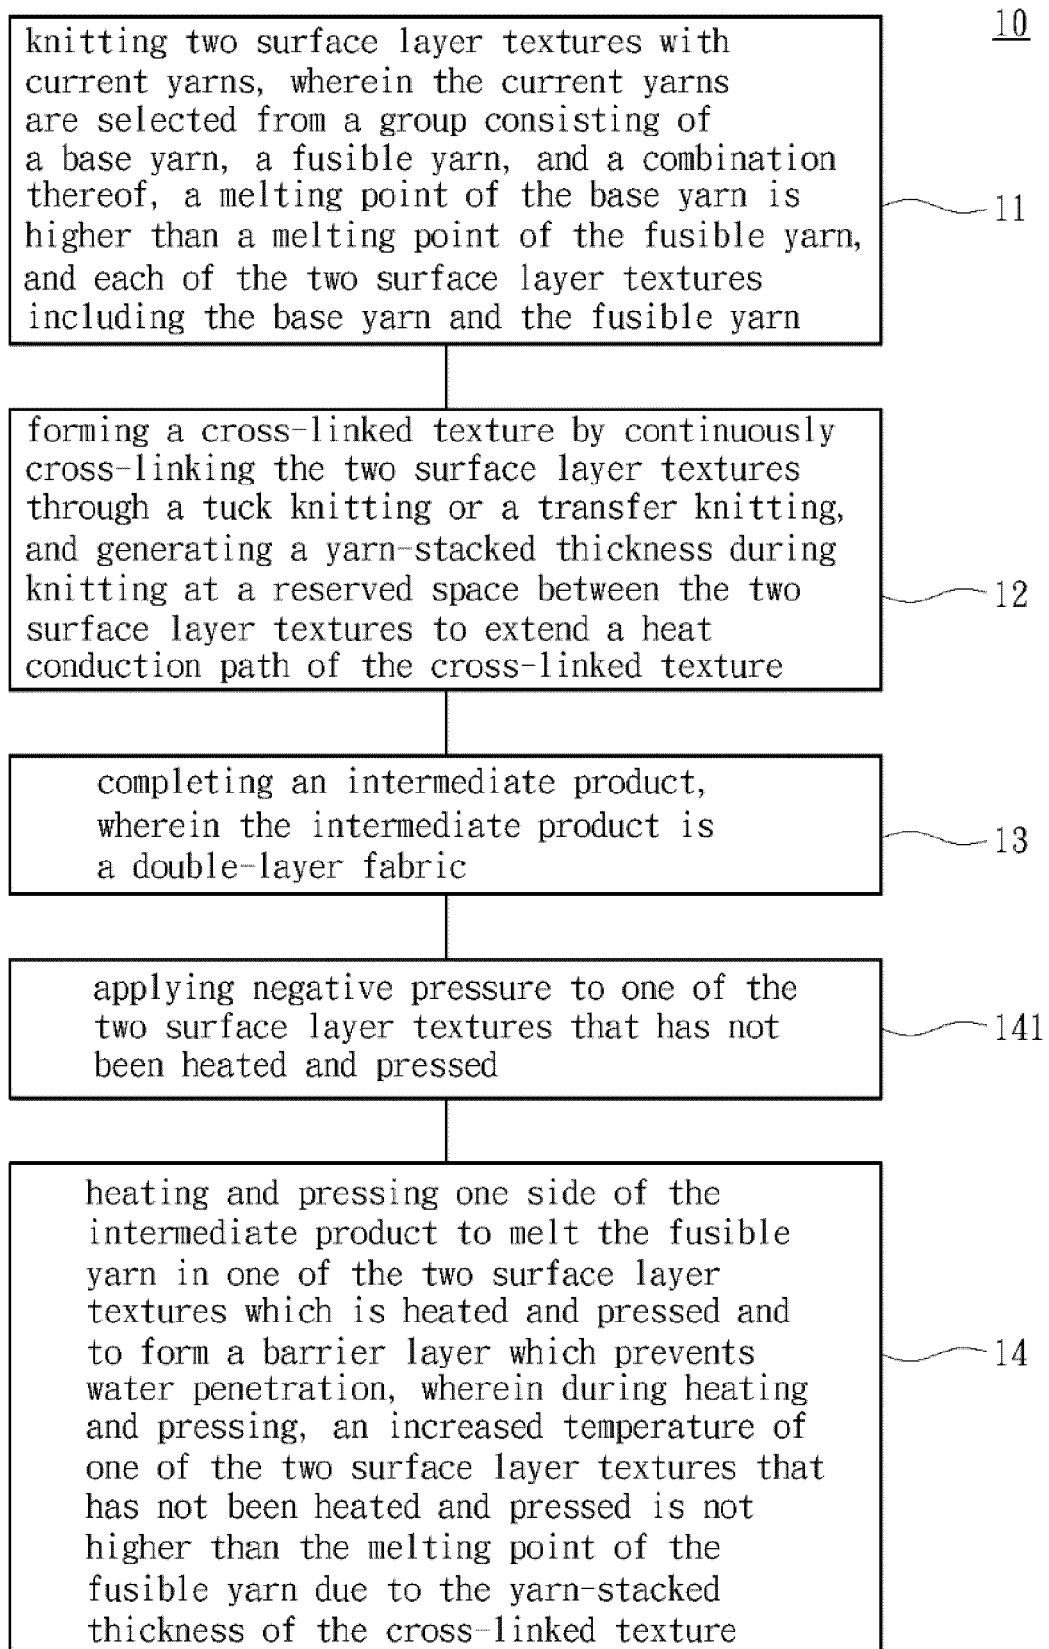 10
knitting two surface layer textures with
current yarns, wherein the current yarns
are selected from a group consisting of
a base yarn, a fusible yarn, and a combination
thereof, a melting point of the base yarn is
higher than a melting point of the fusible yarn,
and each of the two surface layer textures
including the base yarn and the fusible yarn
11
forming a cross-linked texture by continuously
cross-linking the two surface layer textures
through a tuck knitting or a transfer knitting,
and generating a yarn-stacked thickness during
knitting at a reserved space between the two
surface layer textures to extend a heat
conduction path of the cross-linked texture
12
completing an intermediate product,
wherein the intermediate product is
a double-layer fabric
13
applying negative pressure to one of the
two surface layer textures that has not
been heated and pressed
141
heating and pressing one side of the
intermediate product to melt the fusible
yarn in one of the two surface layer
textures which is heated and pressed and
to form a barrier layer which prevents
water penetration, wherein during heating
and pressing, an increased temperature of
one of the two surface layer textures that
has not been heated and pressed is not
higher than the melting point of the
fusible yarn due to the yarn-stacked
thickness of the cross-linked texture
14